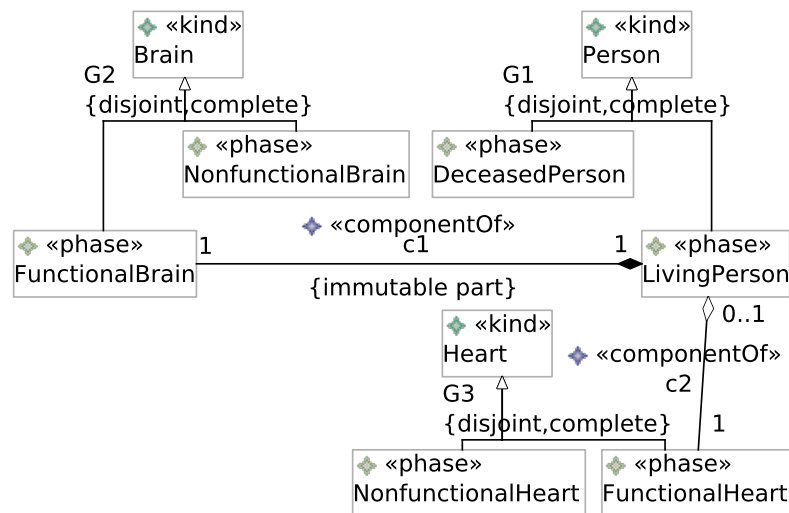 «kind»
Brain
«kind»
Person
G2
{disjoint,complete}
G1
{disjoint,complete}
«phase»
NonfunctionalBrain
«phase»
DeceasedPerson
«componentOf»
c1
«phase»
FunctionalBrain
1
1
«phase»
LivingPerson
{immutable part}
«kind»
Heart
0..1
«componentOf»
c2
G3
{disjoint,complete}
1
«phase»
NonfunctionalHeart
«phase»
FunctionalHeart